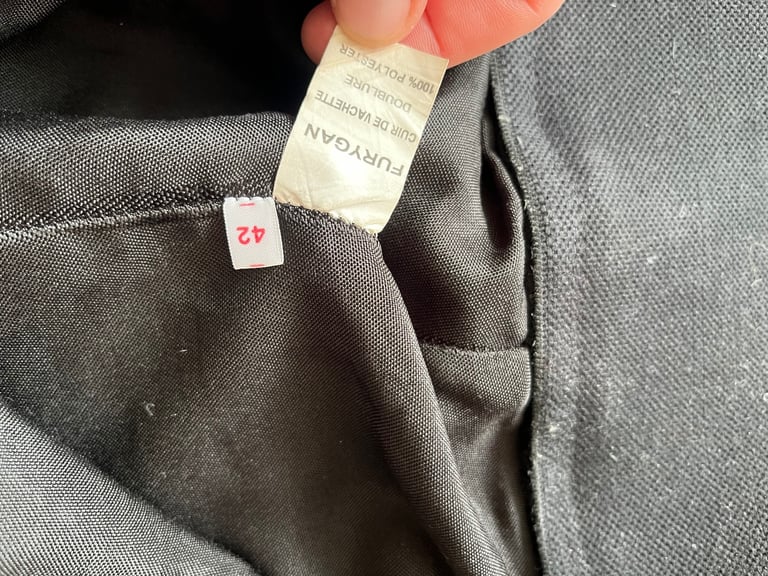 FURYGAN
CUIR DE VACHETTE
DOUBLURE
100% POLYESTER
42